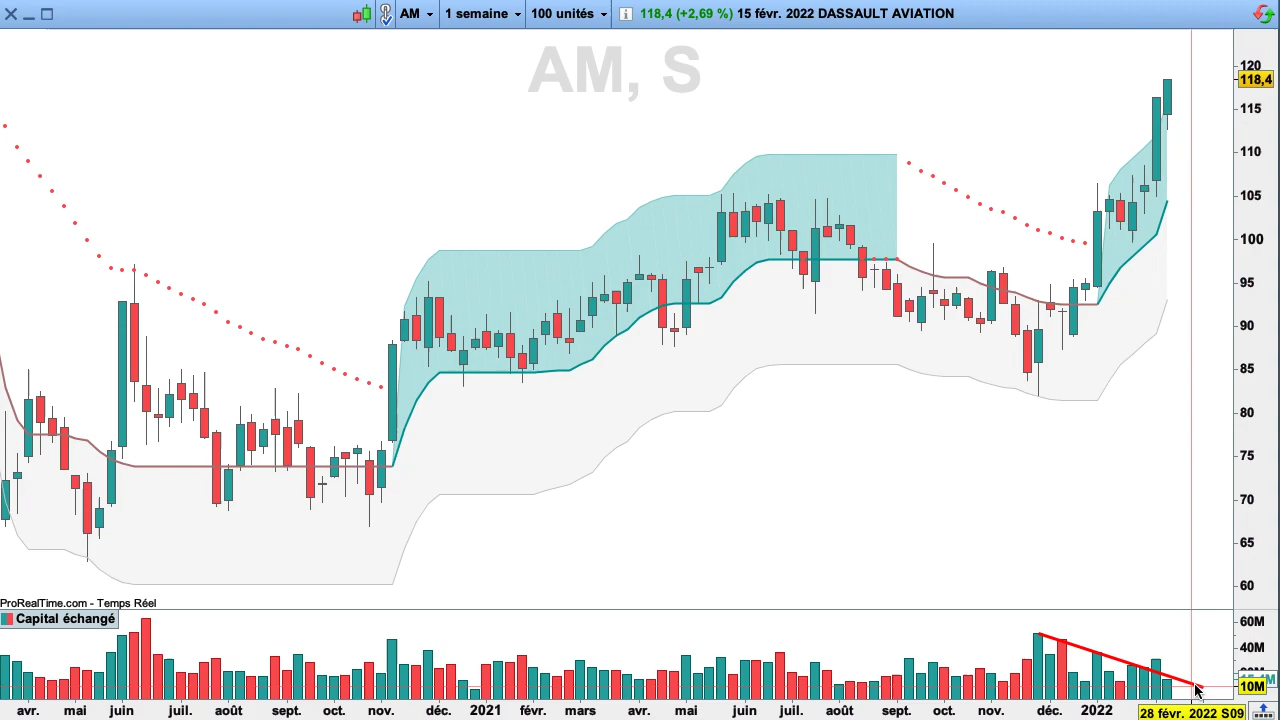 AM 1 semaine 100 unités 118,4 (+2,69 %) 15 févr. 2022 DASSAULT AVIATION
AM, S
120
118,4
115
110
105
100
95
90
85
80
75
70
65
60
ProRealTime.com - Temps Réel
Capital échangé
60M
40M
10M
avr. mai juin juil. août sept. oct. nov. déc. 2021 févr. mars avr. mai juin juil. août sept. oct. nov. déc. 2022
28 févr. 2022 S09